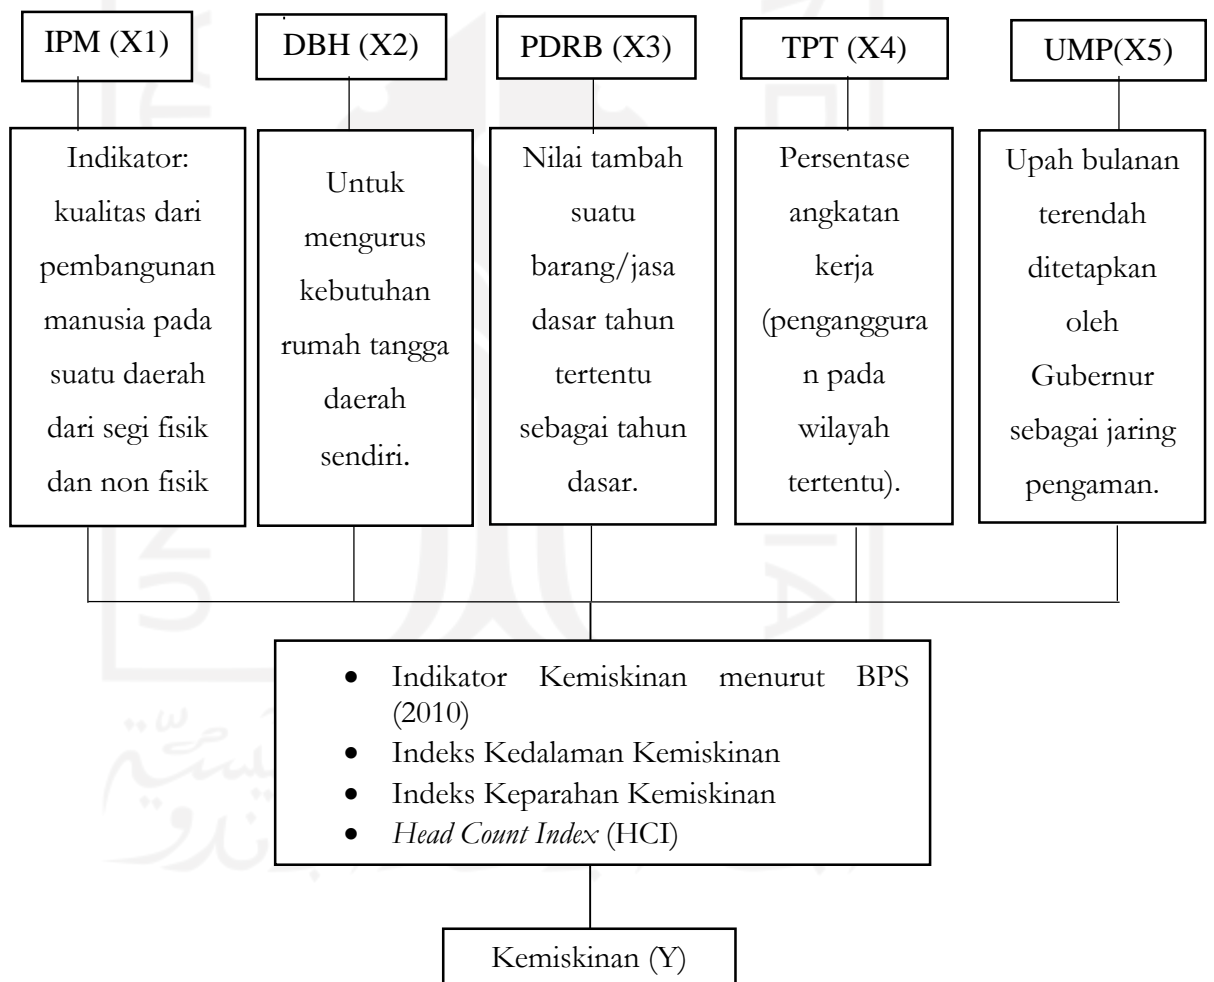 IPM (X1)
DBH (X2)
PDRB (X3)
TPT (X4)
UMP(X5)
Indikator:
kualitas dari
pembangunan
manusia pada
suatu daerah
dari segi fisik
dan non fisik
Untuk
mengurus
kebutuhan
rumah tangga
daerah
sendiri.
Nilai tambah
suatu
barang/jasa
dasar tahun
tertentu
sebagai tahun
dasar.
Persentase
angkatan
kerja
(penganggura
n pada
wilayah
tertentu).
Upah bulanan
terendah
ditetapkan
oleh
Gubernur
sebagai jaring
pengaman.
• Indikator Kemiskinan menurut BPS
(2010)
• Indeks Kedalaman Kemiskinan
• Indeks Keparahan Kemiskinan
• Head Count Index (HCI)
Kemiskinan (Y)